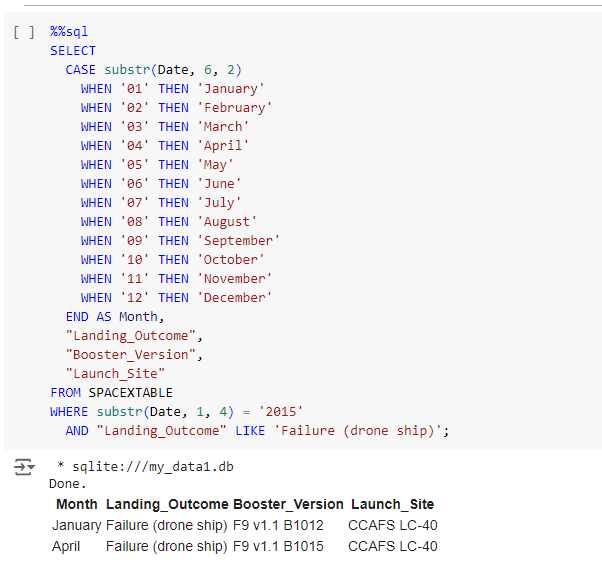 [ ] %%sql
SELECT
CASE substr(Date, 6, 2)
WHEN '01' THEN 'January'
WHEN '02' THEN 'February'
WHEN '03' THEN 'March'
WHEN '04' THEN 'April'
WHEN '05' THEN 'May'
WHEN '06' THEN 'June'
WHEN '07' THEN 'July'
WHEN '08' THEN 'August'
WHEN '09' THEN 'September'
WHEN '10' THEN 'October'
WHEN '11' THEN 'November'
WHEN '12' THEN 'December'
END AS Month,
"Landing_Outcome",
"Booster_Version",
"Launch_Site"
FROM SPACEXTABLE
WHERE substr(Date, 1, 4) = '2015'
AND "Landing_Outcome" LIKE 'Failure (drone ship)';
* sqlite:///my_data1.db
Done.
Month Landing_Outcome Booster_Version Launch_Site
January Failure (drone ship) F9 v1.1 B1012 CCAFS LC-40
April Failure (drone ship) F9 v1.1 B1015 CCAFS LC-40